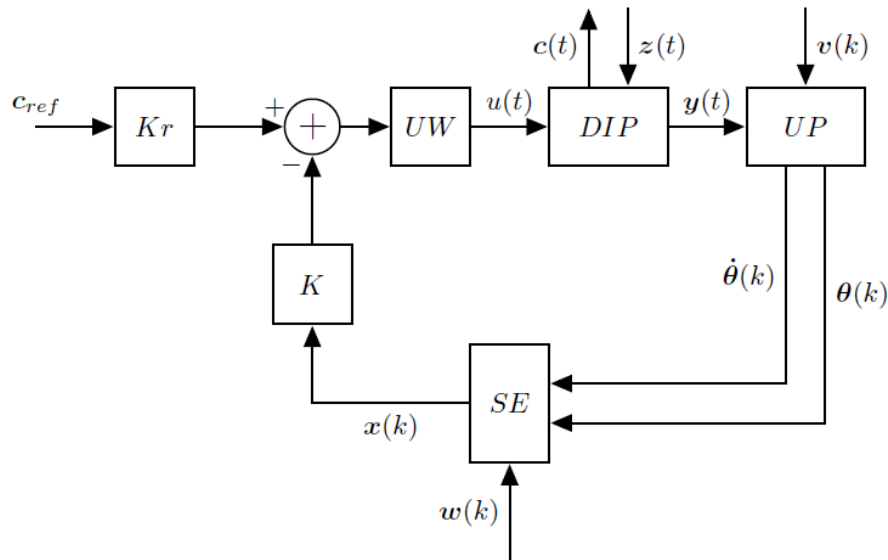 c(t)
z(t)
v(k)
c_ref
Kr
+
+
−
UW
u(t)
DIP
y(t)
UP
K
θ̇(k)
θ(k)
SE
x(k)
w(k)